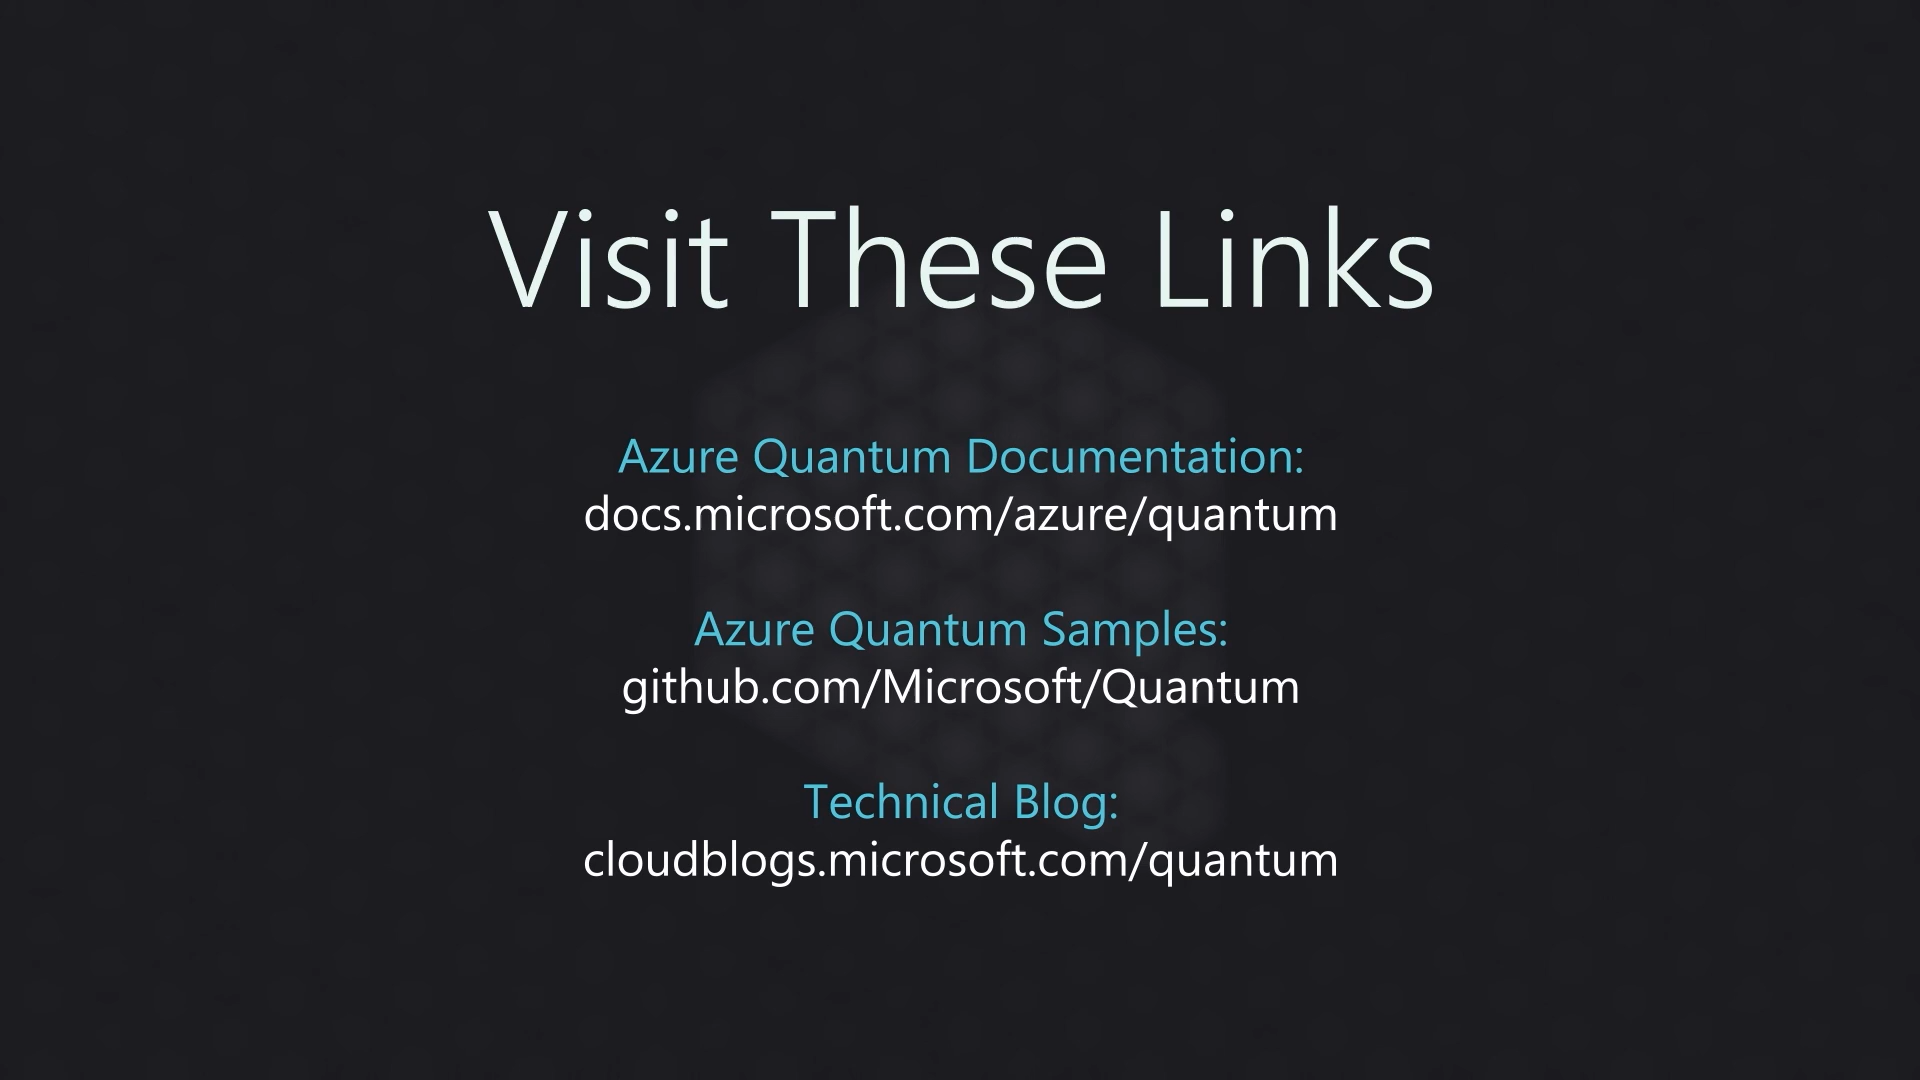 Visit These Links
Azure Quantum Documentation:
docs.microsoft.com/azure/quantum
Azure Quantum Samples:
github.com/Microsoft/Quantum
Technical Blog:
cloudblogs.microsoft.com/quantum